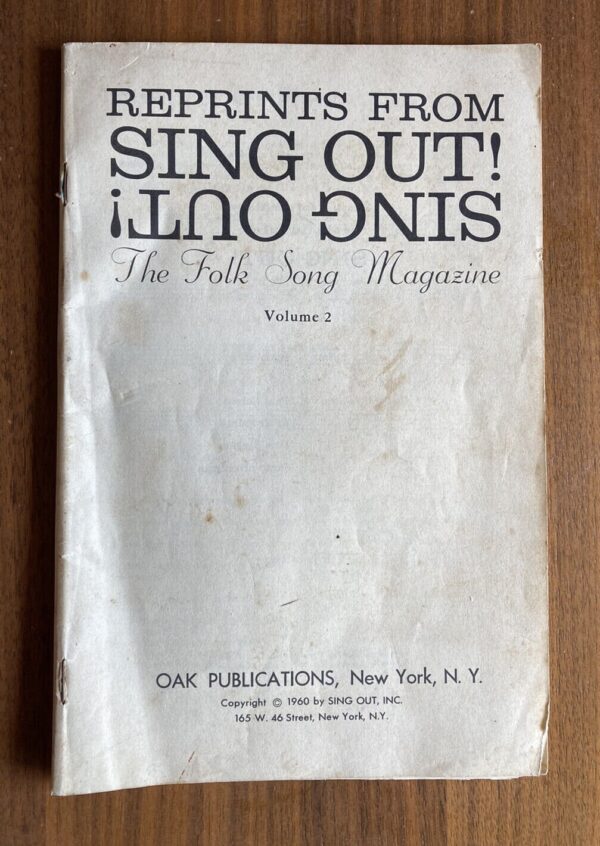 REPRINTS FROM
SING OUT!
SING OUT!
The Folk Song Magazine
Volume 2
OAK PUBLICATIONS, New York, N. Y.
Copyright © 1960 by SING OUT, INC.
165 W. 46 Street, New York, N.Y.